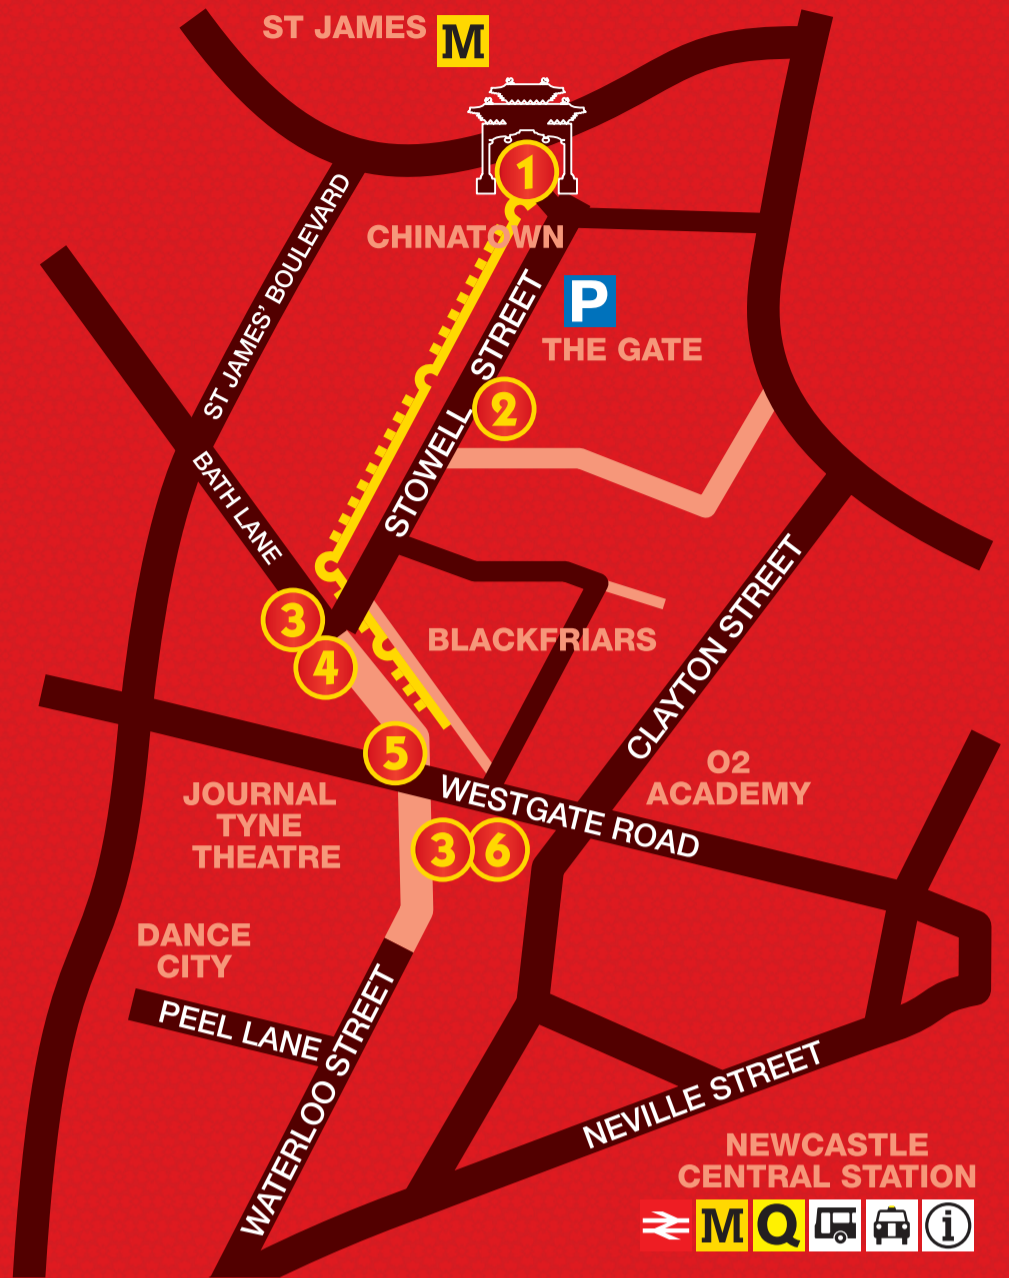 ST JAMES M
1
CHINATOWN
ST JAMES' BOULEVARD
P
THE GATE
STOWELL STREET
2
BATH LANE
3
4
BLACKFRIARS
CLAYTON STREET
5
WESTGATE ROAD
O2
ACADEMY
JOURNAL
TYNE
THEATRE
3 6
DANCE
CITY
PEEL LANE
WATERLOO STREET
NEVILLE STREET
NEWCASTLE
CENTRAL STATION
M Q i